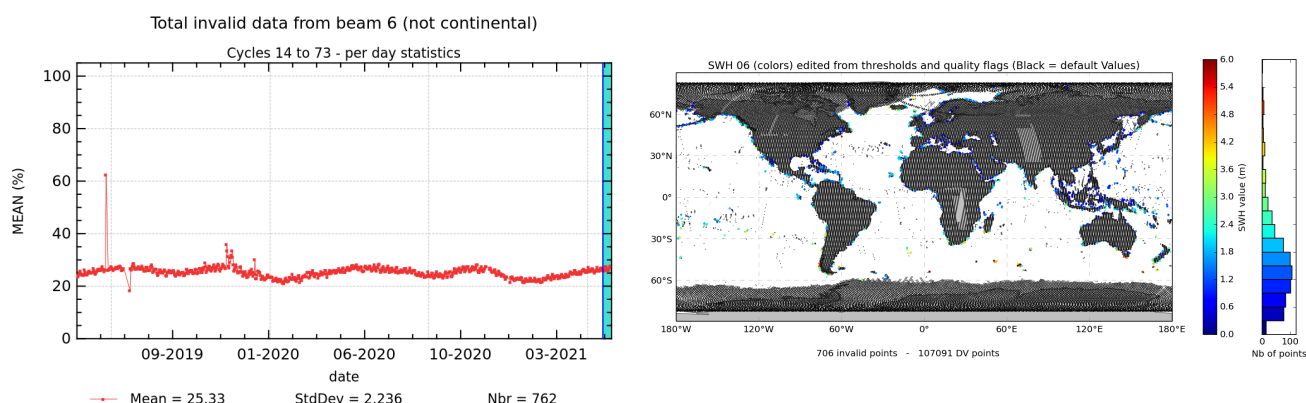 Total invalid data from beam 6 (not continental)
Cycles 14 to 73 - per day statistics
MEAN (%)
100
80
60
40
20
0
09-2019 01-2020 06-2020 10-2020 03-2021
date
Mean = 25.33 StdDev = 2.236 Nbr = 762
SWH 06 (colors) edited from thresholds and quality flags (Black = default Values)
60°N
30°N
0°
30°S
60°S
180°W 120°W 60°W 0° 60°E 120°E 180°E
706 invalid points - 107091 DV points
6.0
5.4
4.8
4.2
3.6
3.0
2.4
1.8
1.2
0.6
0.0
SWH value (m)
0 100
Nb of points